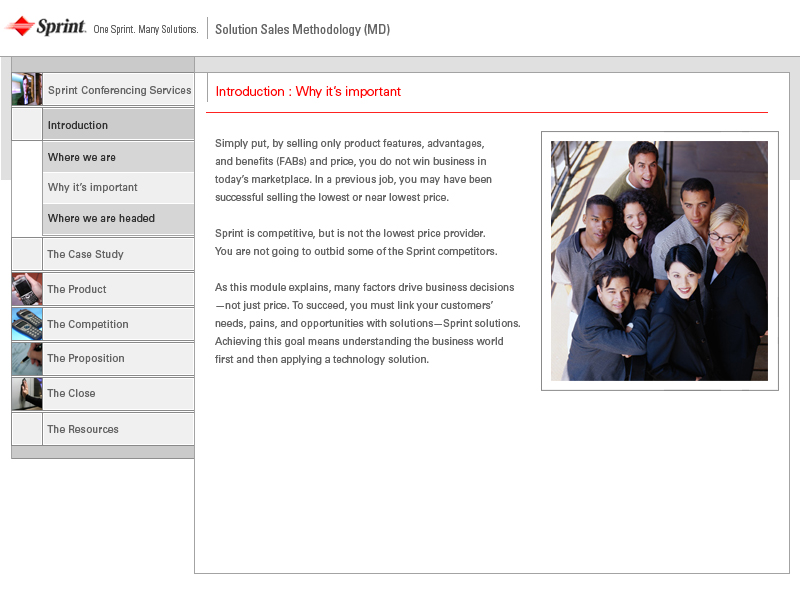 Sprint. One Sprint. Many Solutions. Solution Sales Methodology (MD)
Sprint Conferencing Services
Introduction
Where we are
Why it's important
Where we are headed
The Case Study
The Product
The Competition
The Proposition
The Close
The Resources
Introduction : Why it's important
Simply put, by selling only product features, advantages,
and benefits (FABs) and price, you do not win business in
today's marketplace. In a previous job, you may have been
successful selling the lowest or near lowest price.
Sprint is competitive, but is not the lowest price provider.
You are not going to outbid some of the Sprint competitors.
As this module explains, many factors drive business decisions
—not just price. To succeed, you must link your customers'
needs, pains, and opportunities with solutions—Sprint solutions.
Achieving this goal means understanding the business world
first and then applying a technology solution.